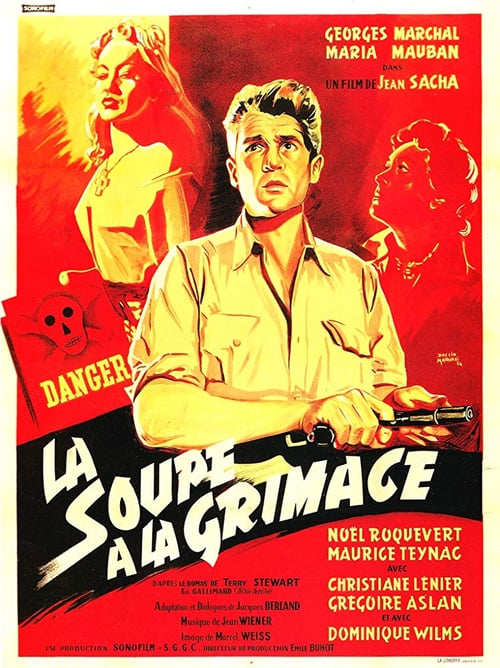 SONOFILM
GEORGES MARCHAL
MARIA MAUBAN
DANS
UN FILM DE JEAN SACHA
DANGER
LA
SOUPE
A LA GRIMACE
NOËL ROQUEVERT
MAURICE TEYNAC
AVEC
CHRISTIANE LENIER
GRÉGOIRE ASLAN
ET AVEC
DOMINIQUE WILMS
D'APRÈS LE ROMAN DE TERRY STEWART
ED. GALLIMARD (Série noire)
Adaptation et Dialogues de Jacques BERLAND
Musique de Jean WIENER
Image de Marcel WEISS
UNE PRODUCTION SONOFILM - S.G.G.C. DIRECTEUR DE PRODUCTION EMILE BUHOT